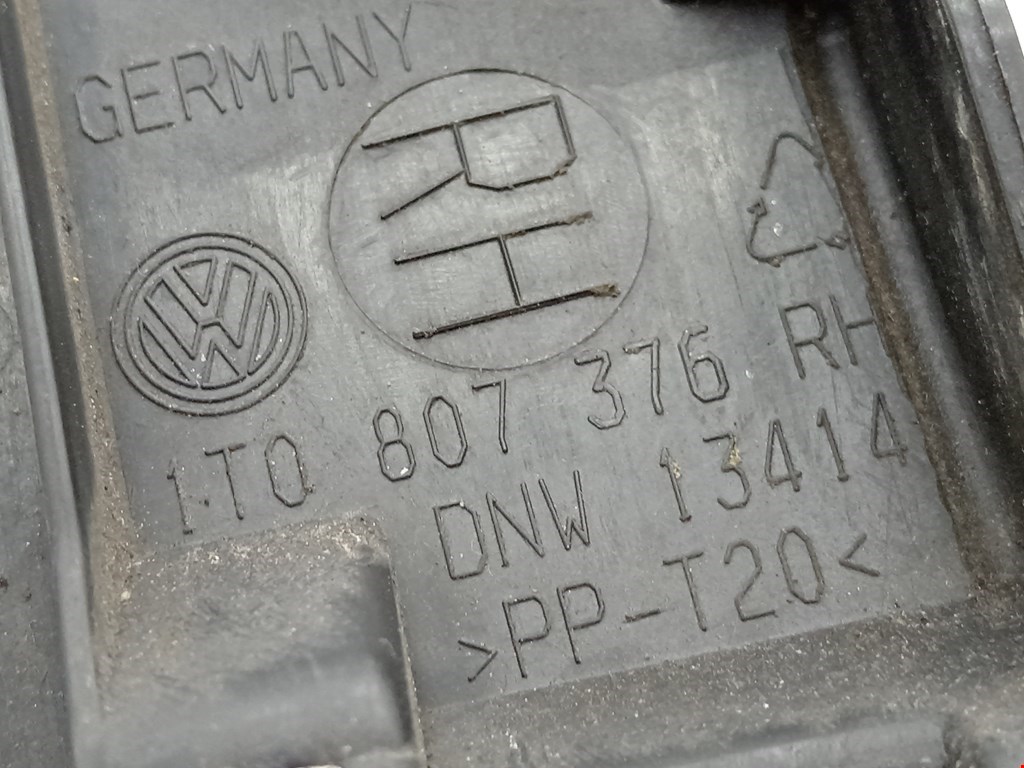 GERMANY
RH
1T0 807 376 RH
DNW 13414
>PP-T20<